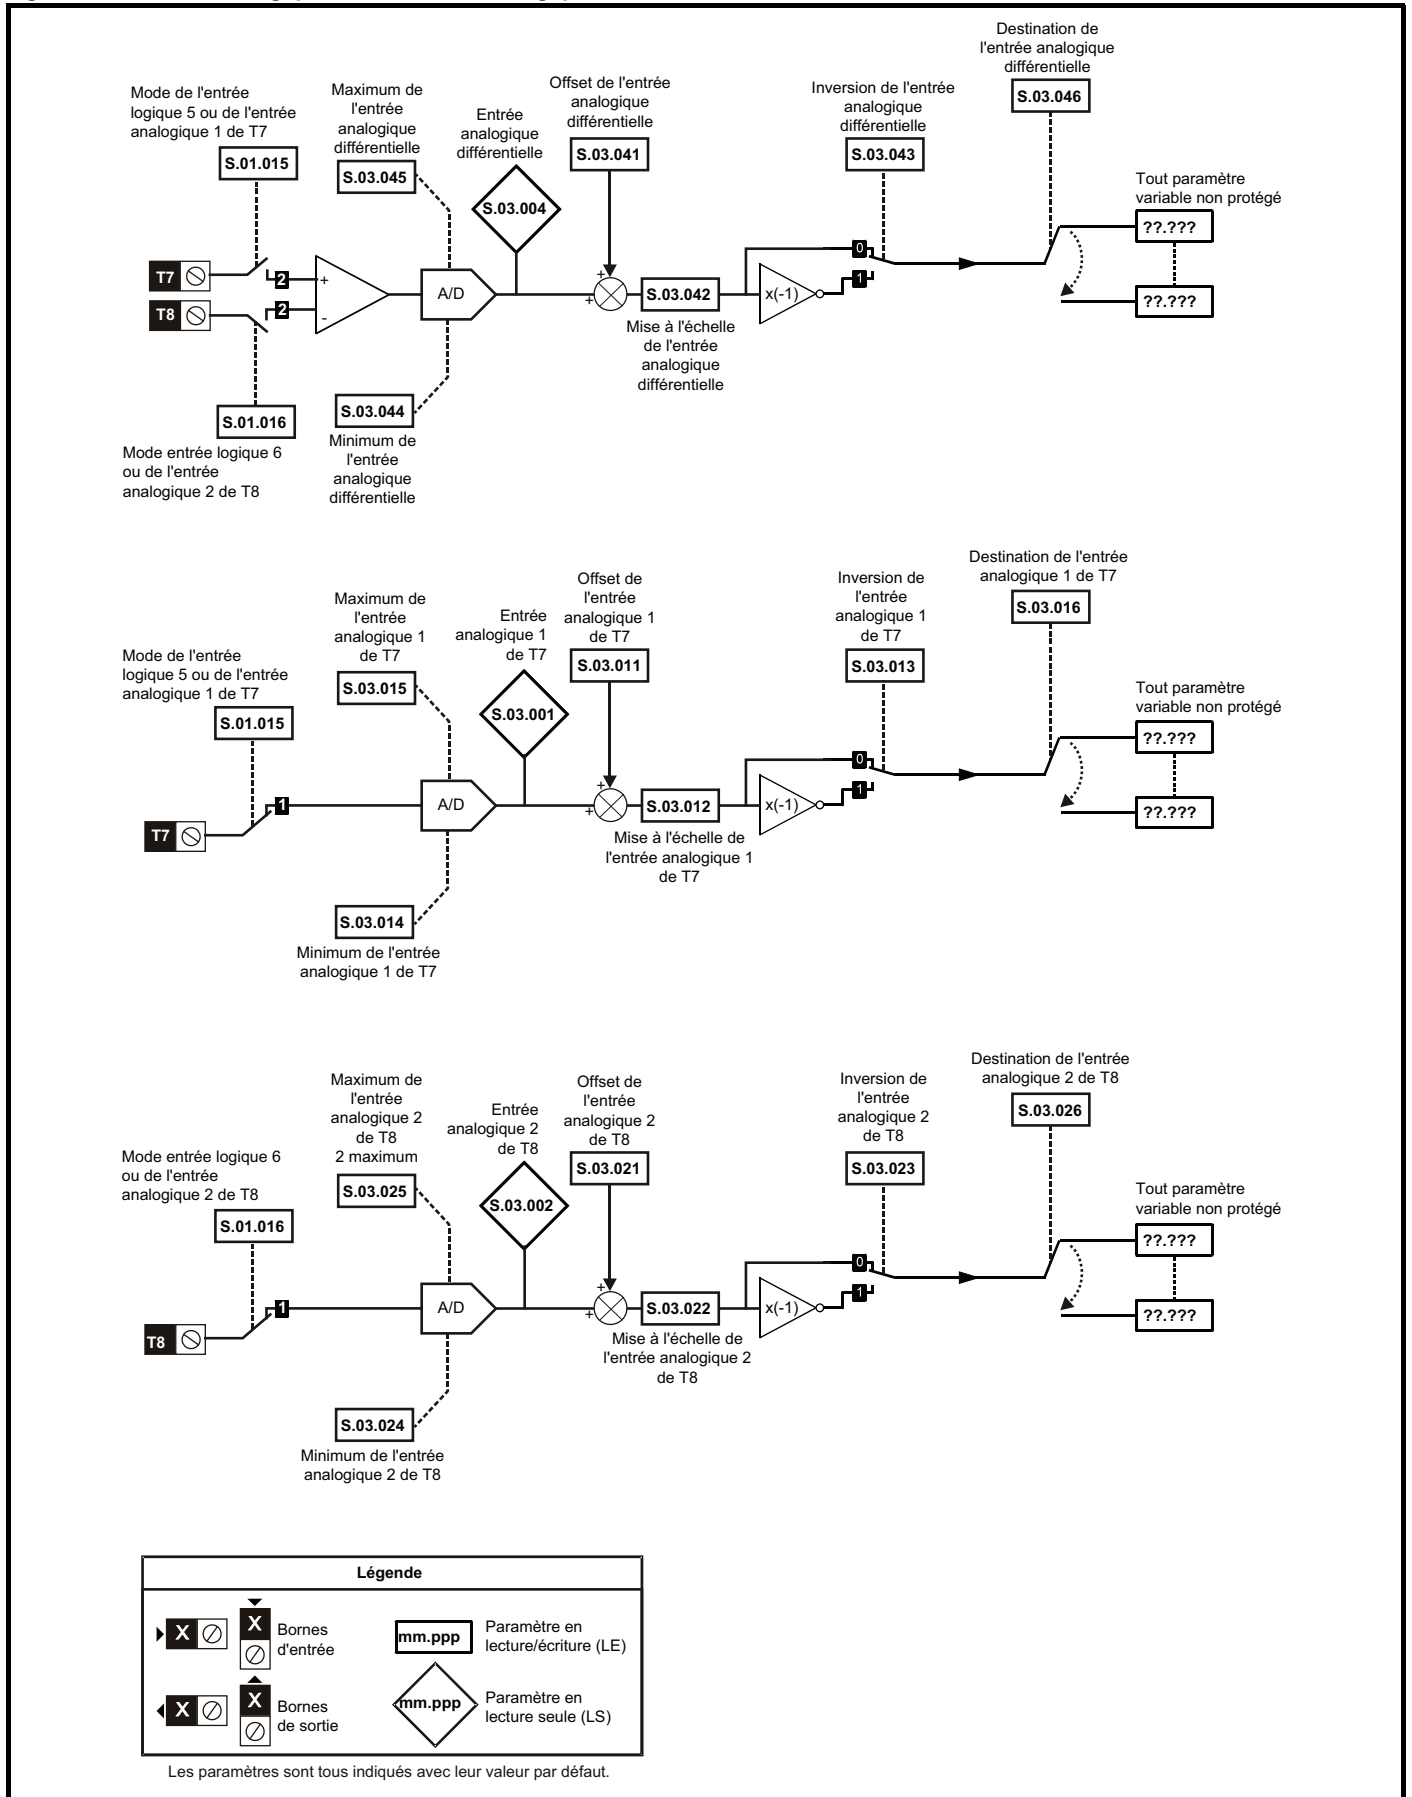 Destination de
l'entrée analogique
différentielle
S.03.046
Mode de l'entrée
logique 5 ou de l'entrée
analogique 1 de T7
S.01.015
Maximum de
l'entrée
analogique
différentielle
S.03.045
Entrée
analogique
différentielle
S.03.004
Offset de l'entrée
analogique
différentielle
S.03.041
Inversion de l'entrée
analogique
différentielle
S.03.043
Tout paramètre
variable non protégé
??.???
??.???
T7
2
+
T8
2
-
A/D
+
+
S.03.042
x(-1)
0
1
Mise à l'échelle
de l'entrée
analogique
différentielle
S.01.016
Mode entrée logique 6
ou de l'entrée
analogique 2 de T8
S.03.044
Minimum de
l'entrée
analogique
différentielle
Destination de l'entrée
analogique 1 de T7
S.03.016
Mode de l'entrée
logique 5 ou de l'entrée
analogique 1 de T7
S.01.015
Maximum de
l'entrée
analogique 1
de T7
S.03.015
Entrée
analogique 1
de T7
S.03.001
Offset de
l'entrée
analogique 1
de T7
S.03.011
Inversion de
l'entrée
analogique 1
de T7
S.03.013
Tout paramètre
variable non protégé
??.???
??.???
T7
1
A/D
+
+
S.03.012
x(-1)
0
1
Mise à l'échelle de
l'entrée analogique 1
de T7
S.03.014
Minimum de l'entrée
analogique 1 de T7
Destination de l'entrée
analogique 2 de T8
S.03.026
Mode entrée logique 6
ou de l'entrée
analogique 2 de T8
S.01.016
Maximum de
l'entrée
analogique 2
de T8
2 maximum
S.03.025
Entrée
analogique 2
de T8
S.03.002
Offset de
l'entrée
analogique 2
de T8
S.03.021
Inversion de
l'entrée
analogique 2
de T8
S.03.023
Tout paramètre
variable non protégé
??.???
??.???
T8
1
A/D
+
+
S.03.022
x(-1)
0
1
Mise à l'échelle de
l'entrée analogique 2
de T8
S.03.024
Minimum de l'entrée
analogique 2 de T8
Légende
X
X
Bornes
d'entrée
mm.ppp
Paramètre en
lecture/écriture (LE)
X
X
Bornes
de sortie
mm.ppp
Paramètre en
lecture seule (LS)
Les paramètres sont tous indiqués avec leur valeur par défaut.